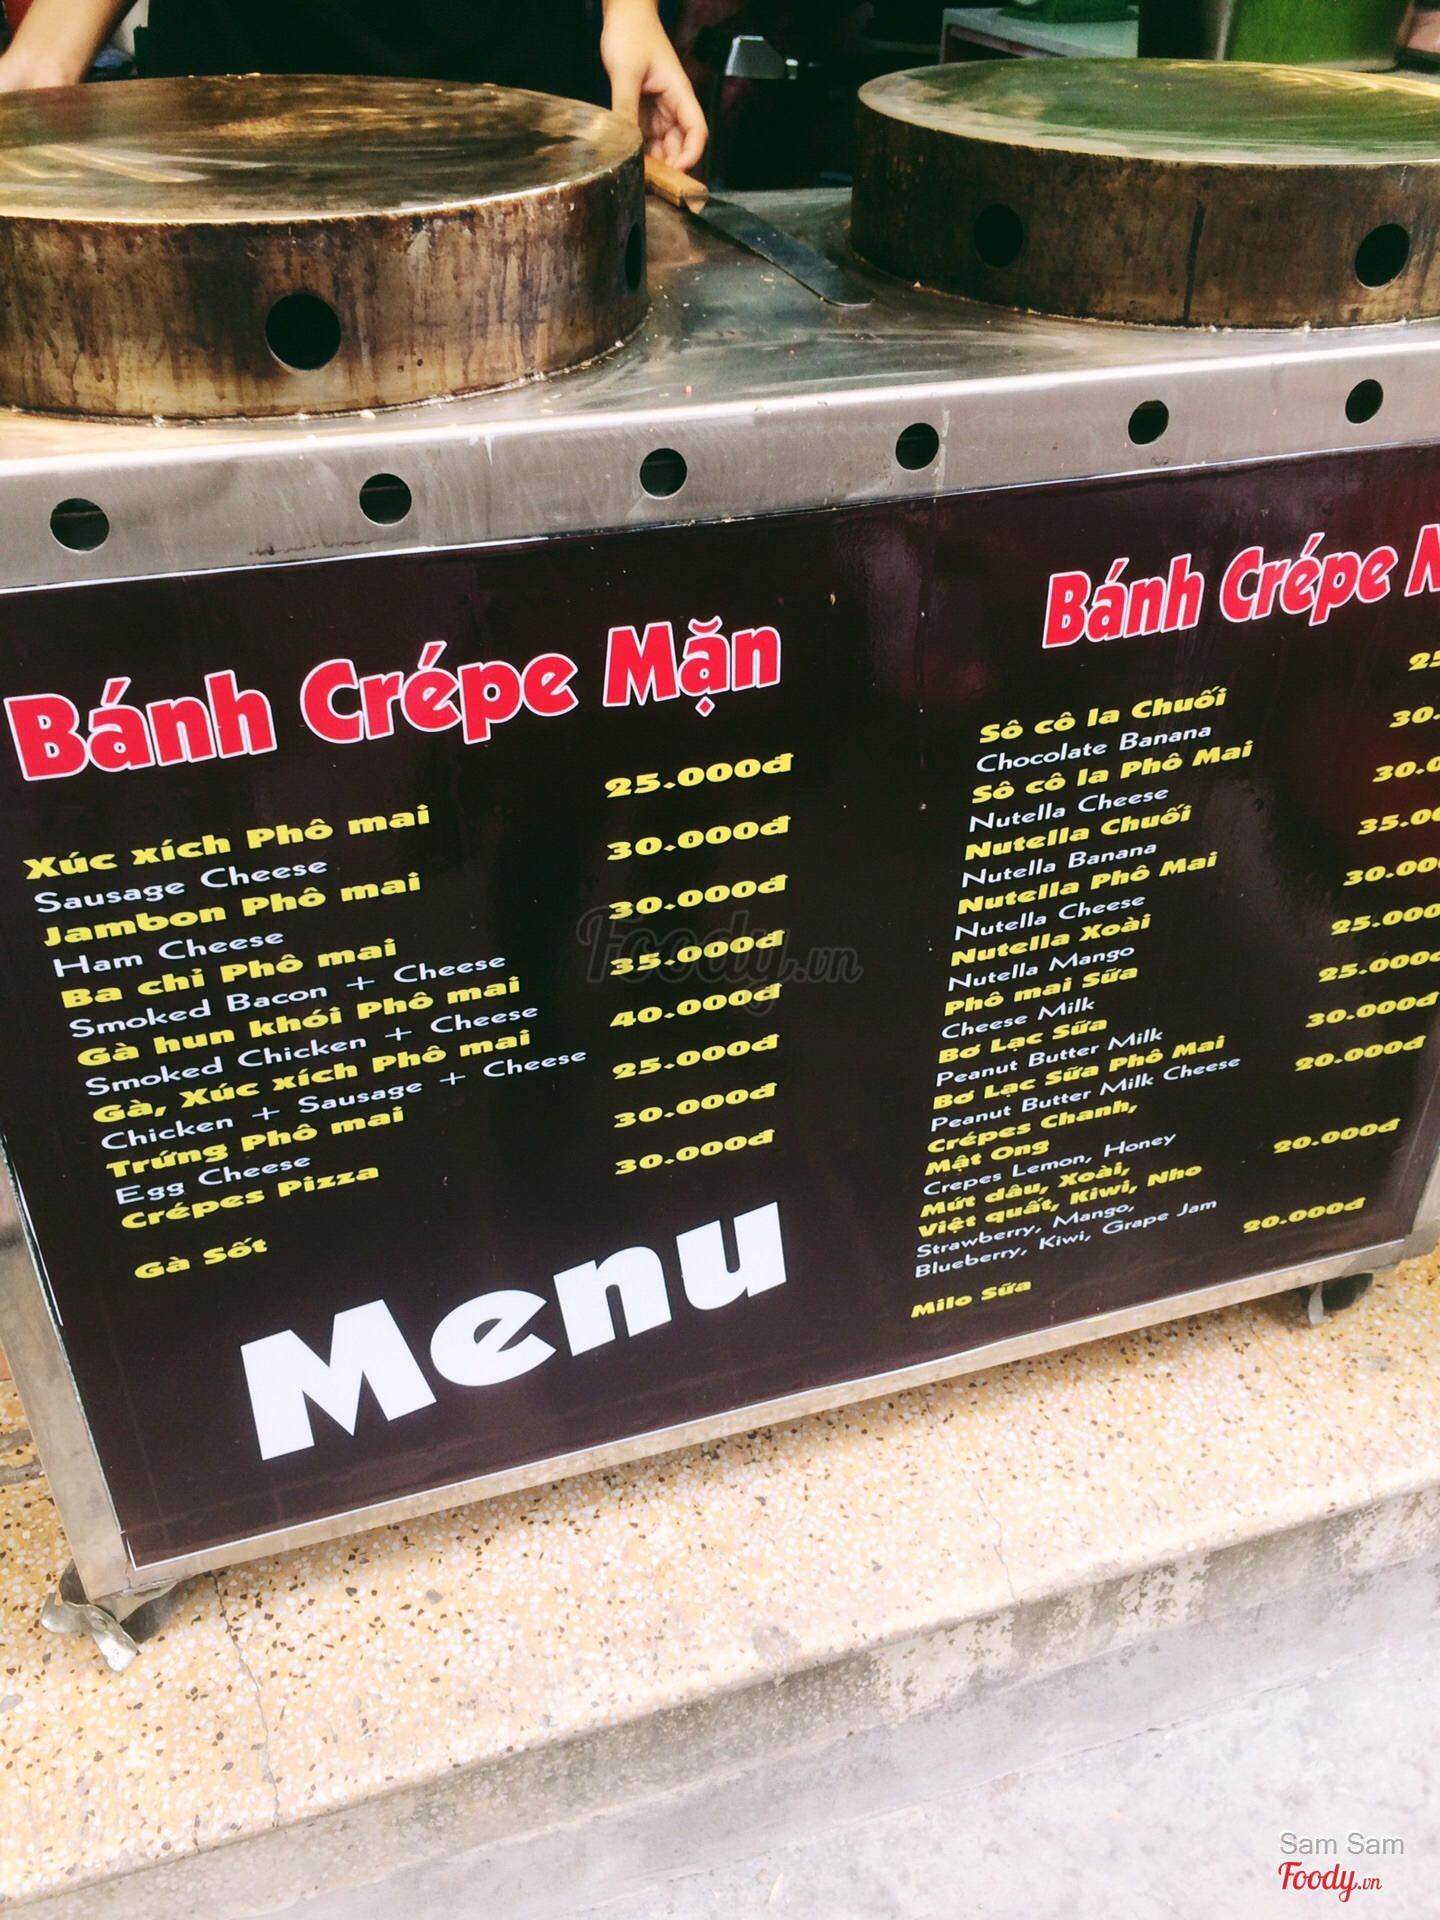 Bánh Crépe Mặn
25.000đ
Xúc xích Phô mai
Sausage Cheese
30.000đ
Jambon Phô mai
Ham Cheese
30.000đ
Ba chỉ Phô mai
Smoked Bacon + Cheese
35.000đ
Gà hun khói Phô mai
Smoked Chicken + Cheese
40.000đ
Gà, Xúc xích Phô mai
Chicken + Sausage + Cheese
25.000đ
Trứng Phô mai
Egg Cheese
30.000đ
Crépes Pizza
30.000đ
Gà Sốt
Menu
Bánh Crépe
Sô cô la Chuối
Chocolate Banana
Sô cô la Phô Mai
30.
Nutella Cheese
Nutella Chuối
Nutella Banana
Nutella Phô Mai
Nutella Cheese
Nutella Xoài
Nutella Mango
Phô mai Sữa
25.000
Cheese Milk
Bơ Lạc Sữa
25.000đ
Peanut Butter Milk
Bơ Lạc Sữa Phô Mai
30.000đ
Peanut Butter Milk Cheese
Crépes Chanh,
20.000đ
Mật Ong
Crepes Lemon, Honey
Mứt dâu, Xoài,
20.000đ
Việt quất, Kiwi, Nho
Strawberry, Mango,
Blueberry, Kiwi, Grape Jam
20.000đ
Milo Sữa
Foody.vn
Sam Sam
Foody.vn